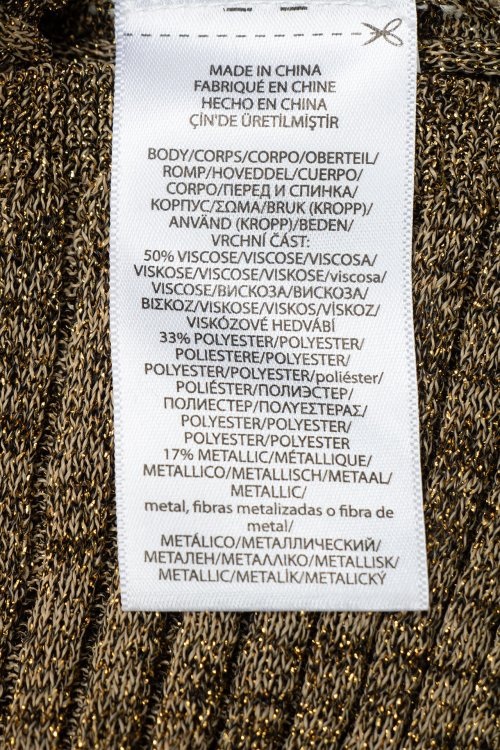 MADE IN CHINA
FABRIQUÉ EN CHINE
HECHO EN CHINA
ÇİN'DE ÜRETİLMİŞTİR
BODY/CORPS/CORPO/OBERTEIL/
ROMP/HOVEDDEL/CUERPO/
CORPO/ПЕРЕД И СПИНКА/
КОРПУС/ΣΩΜΑ/BRUK (KROPP)/
ANVÄND (KROPP)/BEDEN/
VRCHNÍ ČÁST:
50% VISCOSE/VISCOSE/VISCOSA/
VISKOSE/VISCOSE/VISKOSE/viscosa/
VISCOSE/ВИСКОЗА/ВИСКОЗА/
ΒΙΣΚΟΖ/VISKOSE/VISKOS/VİSKOZ/
VISKÓZOVÉ HEDVÁBÍ
33% POLYESTER/POLYESTER/
POLIESTERE/POLYESTER/
POLYESTER/POLYESTER/poliéster/
POLIÉSTER/ПОЛИЭСТЕР/
ПОЛИЕСТЕР/ΠΟΛΥΕΣΤΕΡΑΣ/
POLYESTER/POLYESTER/
POLYESTER/POLYESTER
17% METALLIC/MÉTALLIQUE/
METALLICO/METALLISCH/METAAL/
METALLIC/
metal, fibras metalizadas o fibra de
metal/
METÁLICO/МЕТАЛЛИЧЕСКИЙ/
МЕТАЛЕН/ΜΕΤΑΛΛΙΚΟ/METALLISK/
METALLIC/METALİK/METALICKÝ